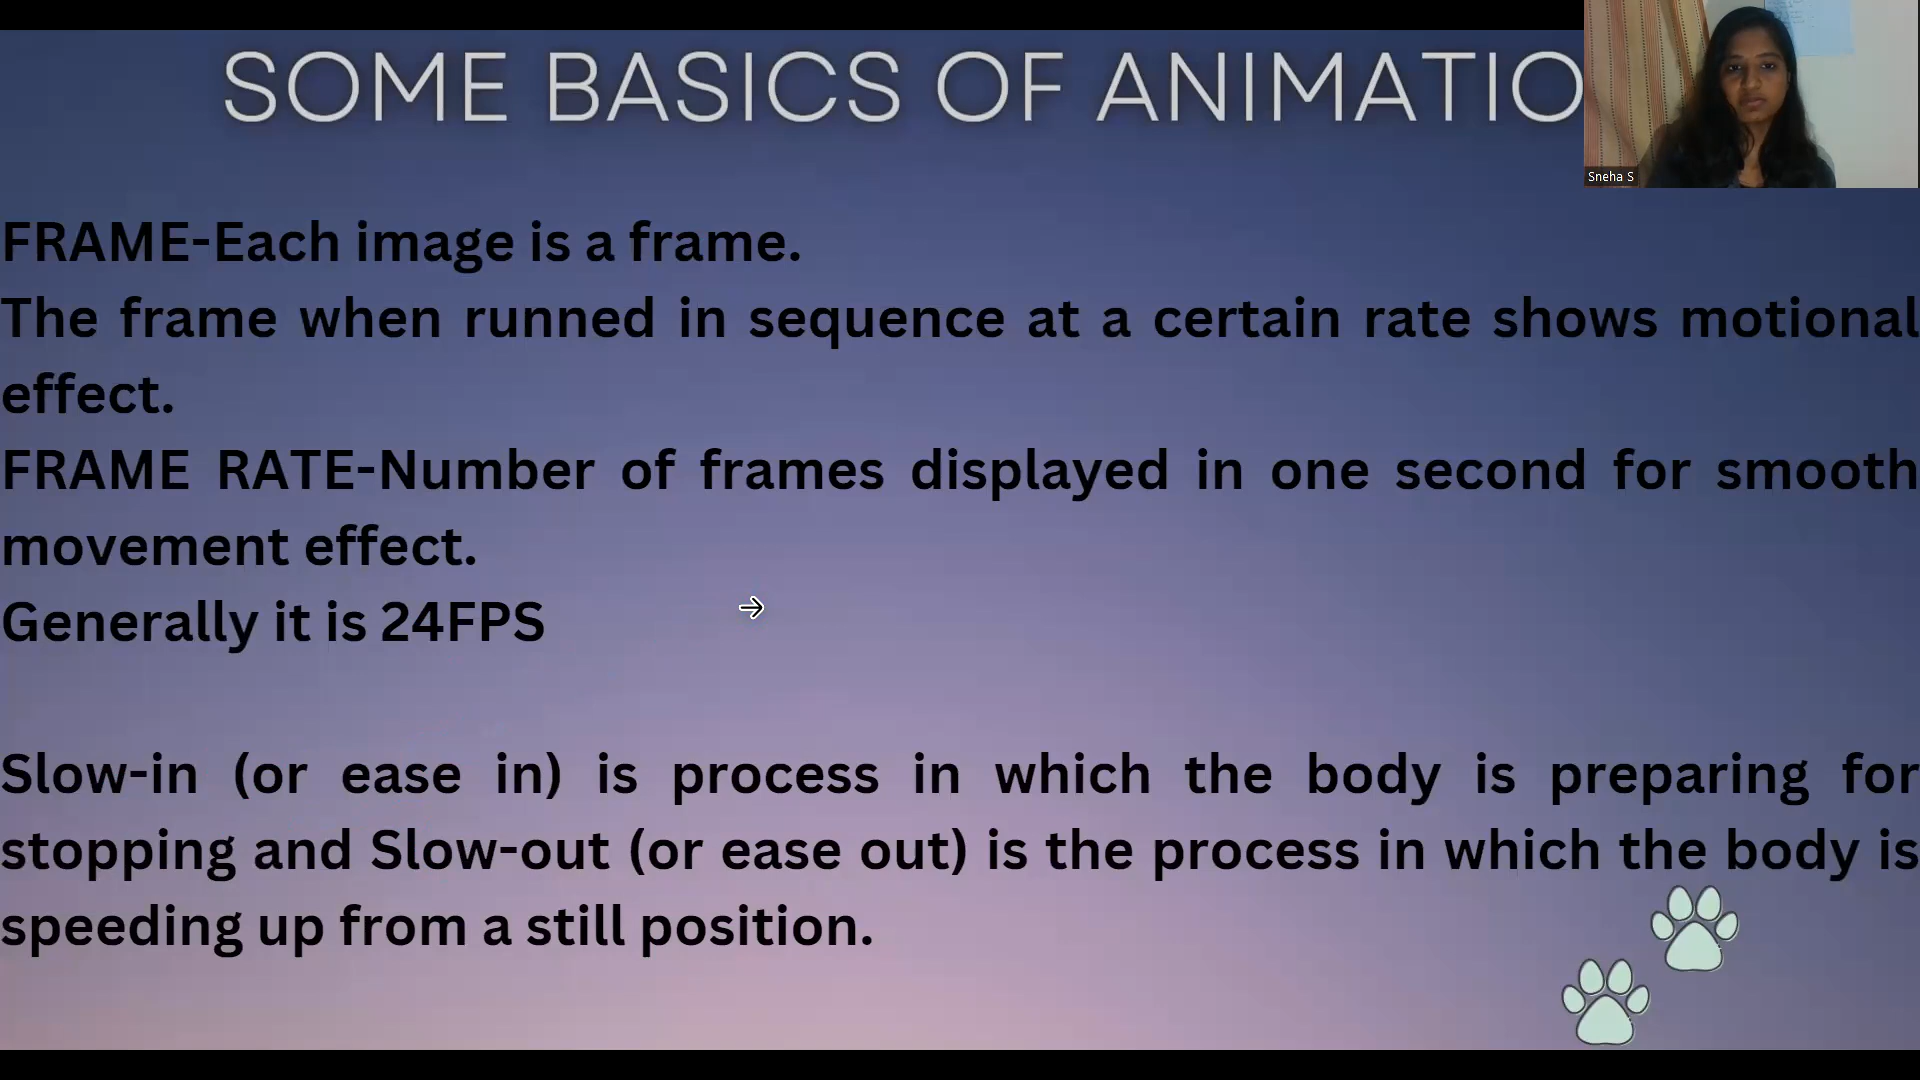 SOME BASICS OF ANIMATIO
Sneha S
FRAME-Each image is a frame.
The frame when runned in sequence at a certain rate shows motional
effect.
FRAME RATE-Number of frames displayed in one second for smooth
movement effect.
Generally it is 24FPS
Slow-in (or ease in) is process in which the body is preparing for
stopping and Slow-out (or ease out) is the process in which the body is
speeding up from a still position.